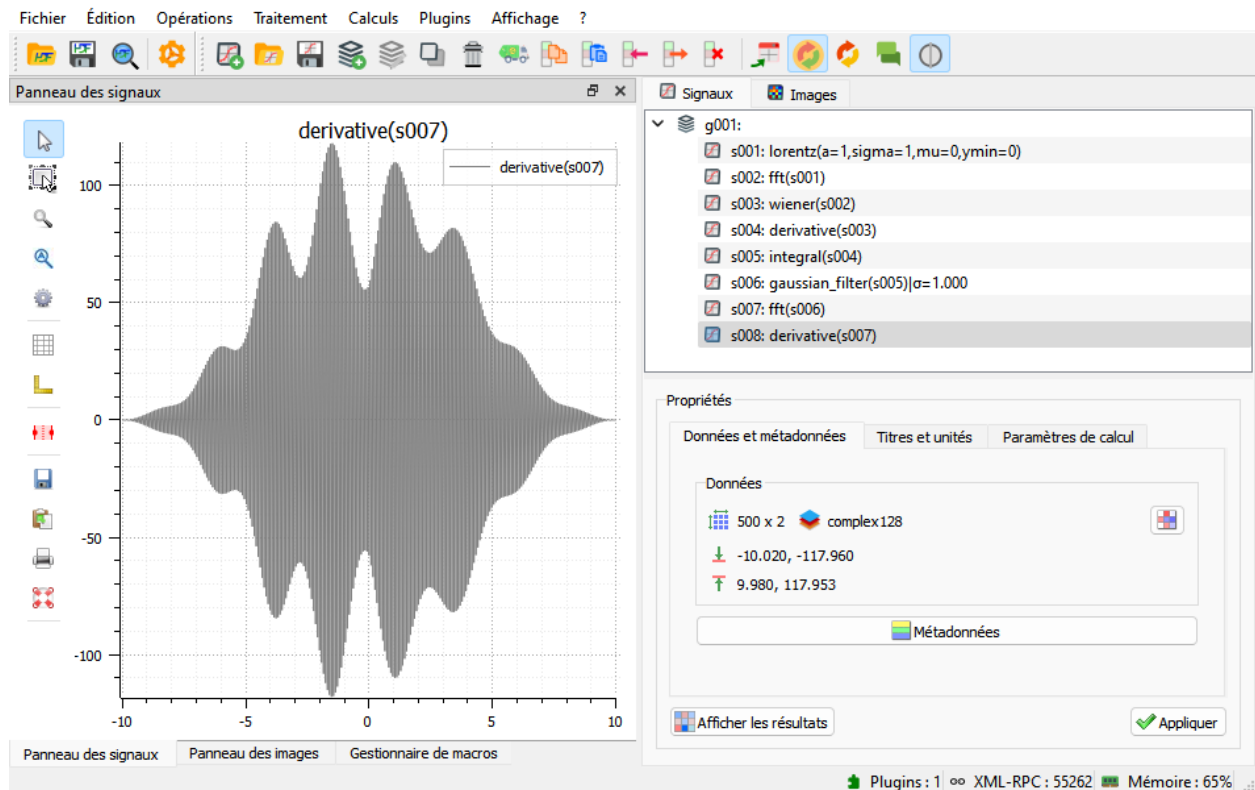 Fichier Édition Opérations Traitement Calculs Plugins Affichage ?
Panneau des signaux
derivative(s007)
derivative(s007)
100
50
0
-50
-100
-10 -5 0 5 10
Panneau des signaux Panneau des images Gestionnaire de macros
Signaux Images
g001:
s001: lorentz(a=1,sigma=1,mu=0,ymin=0)
s002: fft(s001)
s003: wiener(s002)
s004: derivative(s003)
s005: integral(s004)
s006: gaussian_filter(s005)|σ=1.000
s007: fft(s006)
s008: derivative(s007)
Propriétés
Données et métadonnées Titres et unités Paramètres de calcul
Données
500 x 2 complex128
-10.020, -117.960
9.980, 117.953
Métadonnées
Afficher les résultats Appliquer
Plugins : 1 XML-RPC : 55262 Mémoire : 65%